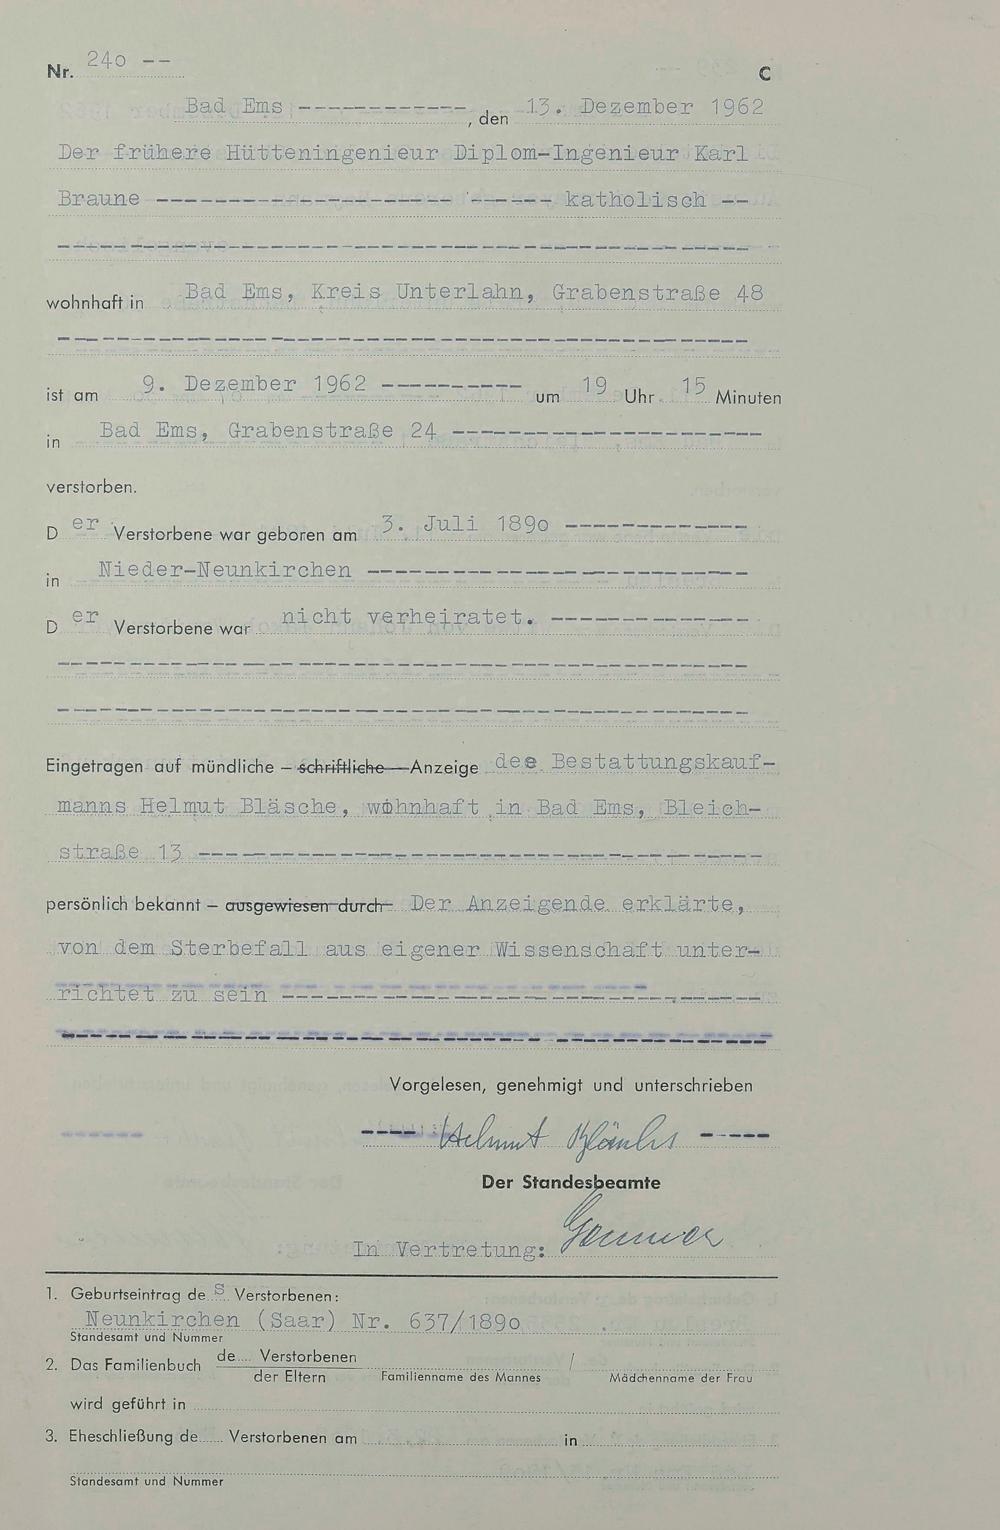 Nr. 24o -- C
Bad Ems ------------, den 13. Dezember 1962
Der frühere Hütteningenieur Diplom-Ingenieur Karl
Braune --------------------- ------ katholisch --
wohnhaft in Bad Ems, Kreis Unterlahn, Grabenstraße 48
ist am 9. Dezember 1962 ---------- um 19 Uhr 15 Minuten
in Bad Ems, Grabenstraße 24 ----------------------
verstorben.
D er Verstorbene war geboren am 3. Juli 189o -------------
in Nieder-Neunkirchen ---------------------------
D er Verstorbene war nicht verheiratet. --------------
Eingetragen auf mündliche – schriftliche – Anzeige des Bestattungskauf-
manns Helmut Bläsche, wohnhaft in Bad Ems, Bleich-
straße 13 ----------------------------------------
persönlich bekannt – ausgewiesen durch – Der Anzeigende erklärte,
von dem Sterbefall aus eigener Wissenschaft unter-
richtet zu sein ----------------------------------
Vorgelesen, genehmigt und unterschrieben
---- Helmut Bläsche -----
Der Standesbeamte
In Vertretung:
1. Geburtseintrag de s Verstorbenen:
Neunkirchen (Saar) Nr. 637/189o
Standesamt und Nummer
2. Das Familienbuch de.... Verstorbenen /
der Eltern Familienname des Mannes Mädchenname der Frau
wird geführt in
3. Eheschließung de...... Verstorbenen am in
Standesamt und Nummer